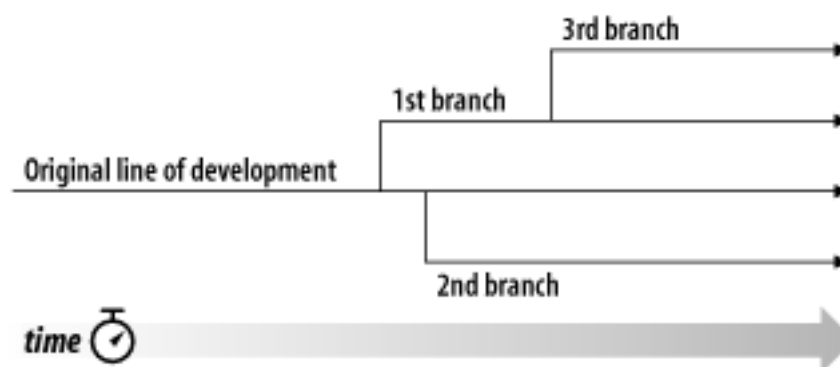 3rd branch
1st branch
Original line of development
2nd branch
time